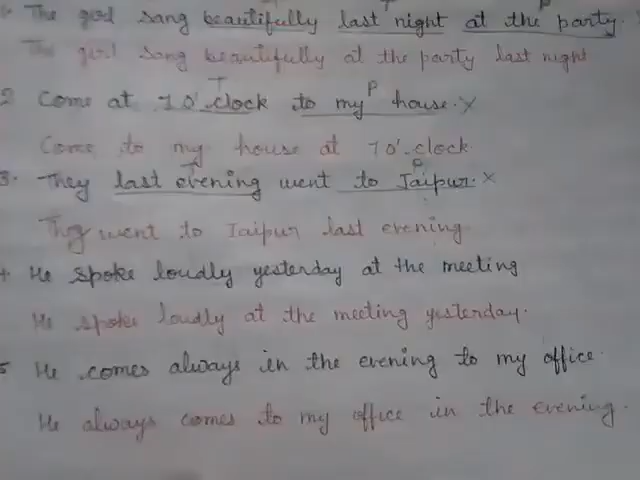 P
The girl sang beautifully last night at the party.
The girl sang beautifully at the party last night
T P
2 Come at 7 O'clock to my house. X
Come to my house at 7 O'clock
T P
3. They last evening went to Jaipur. X
They went to Jaipur last evening
He spoke loudly yesterday at the meeting
He spoke loudly at the meeting yesterday.
5 He comes always in the evening to my office.
He always comes to my office in the evening.